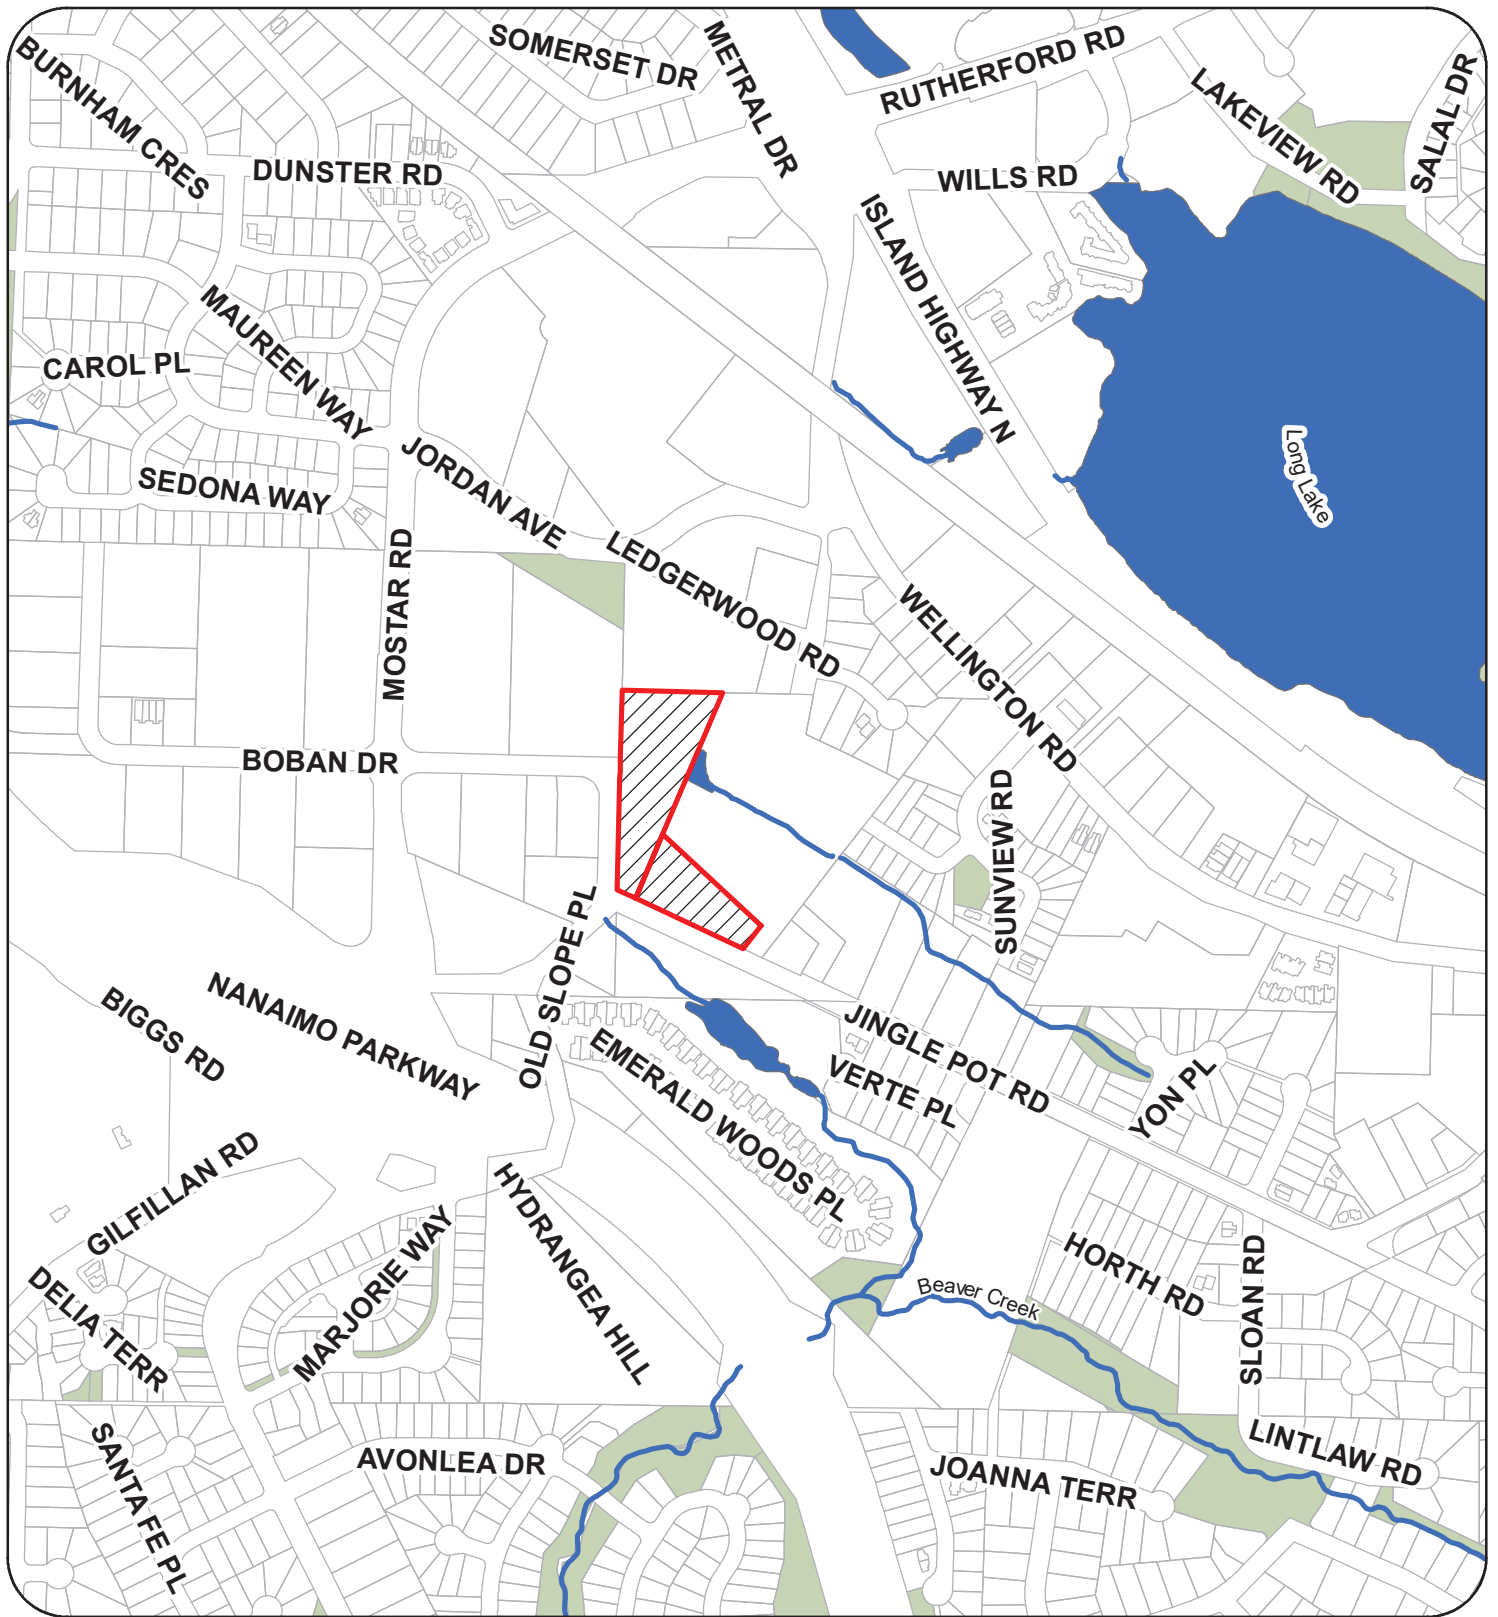 SOMERSET DR
METRAL DR
RUTHERFORD RD
BURNHAM CRES
LAKEVIEW RD
SALAL DR
DUNSTER RD
WILLS RD
ISLAND HIGHWAY N
MAUREEN WAY
CAROL PL
Long Lake
JORDAN AVE
SEDONA WAY
LEDGERWOOD RD
MOSTAR RD
WELLINGTON RD
BOBAN DR
SUNVIEW RD
OLD SLOPE PL
NANAIMO PARKWAY
BIGGS RD
JINGLE POT RD
EMERALD WOODS PL
VERTE PL
YON PL
GILFILLAN RD
HYDRANGEA HILL
MARJORIE WAY
HORTH RD
SLOAN RD
Beaver Creek
DELIA TERR
SANTA FE PL
AVONLEA DR
JOANNA TERR
LINTLAW RD